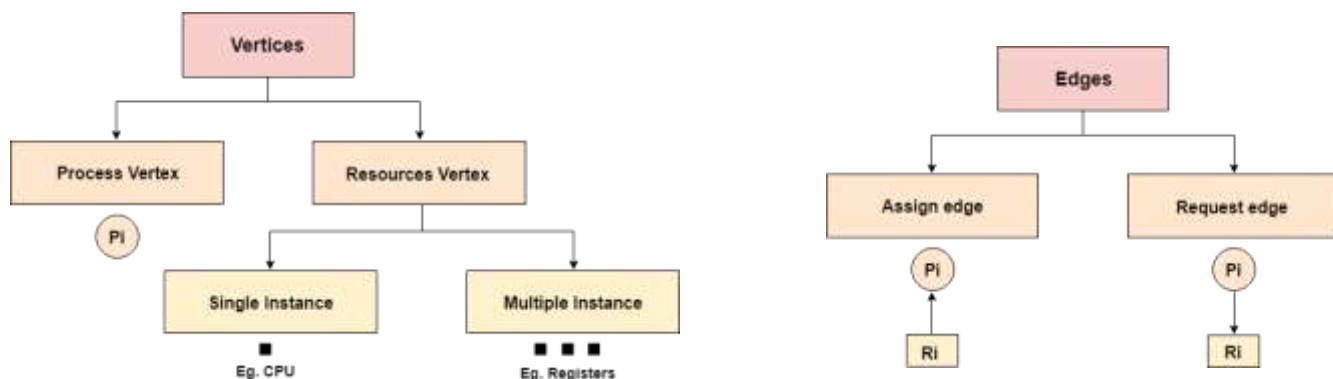 Vertices
Process Vertex
Resources Vertex
Pi
Single Instance
Multiple Instance
Eg. CPU
Eg. Registers
Edges
Assign edge
Request edge
Pi
Pi
Ri
Ri